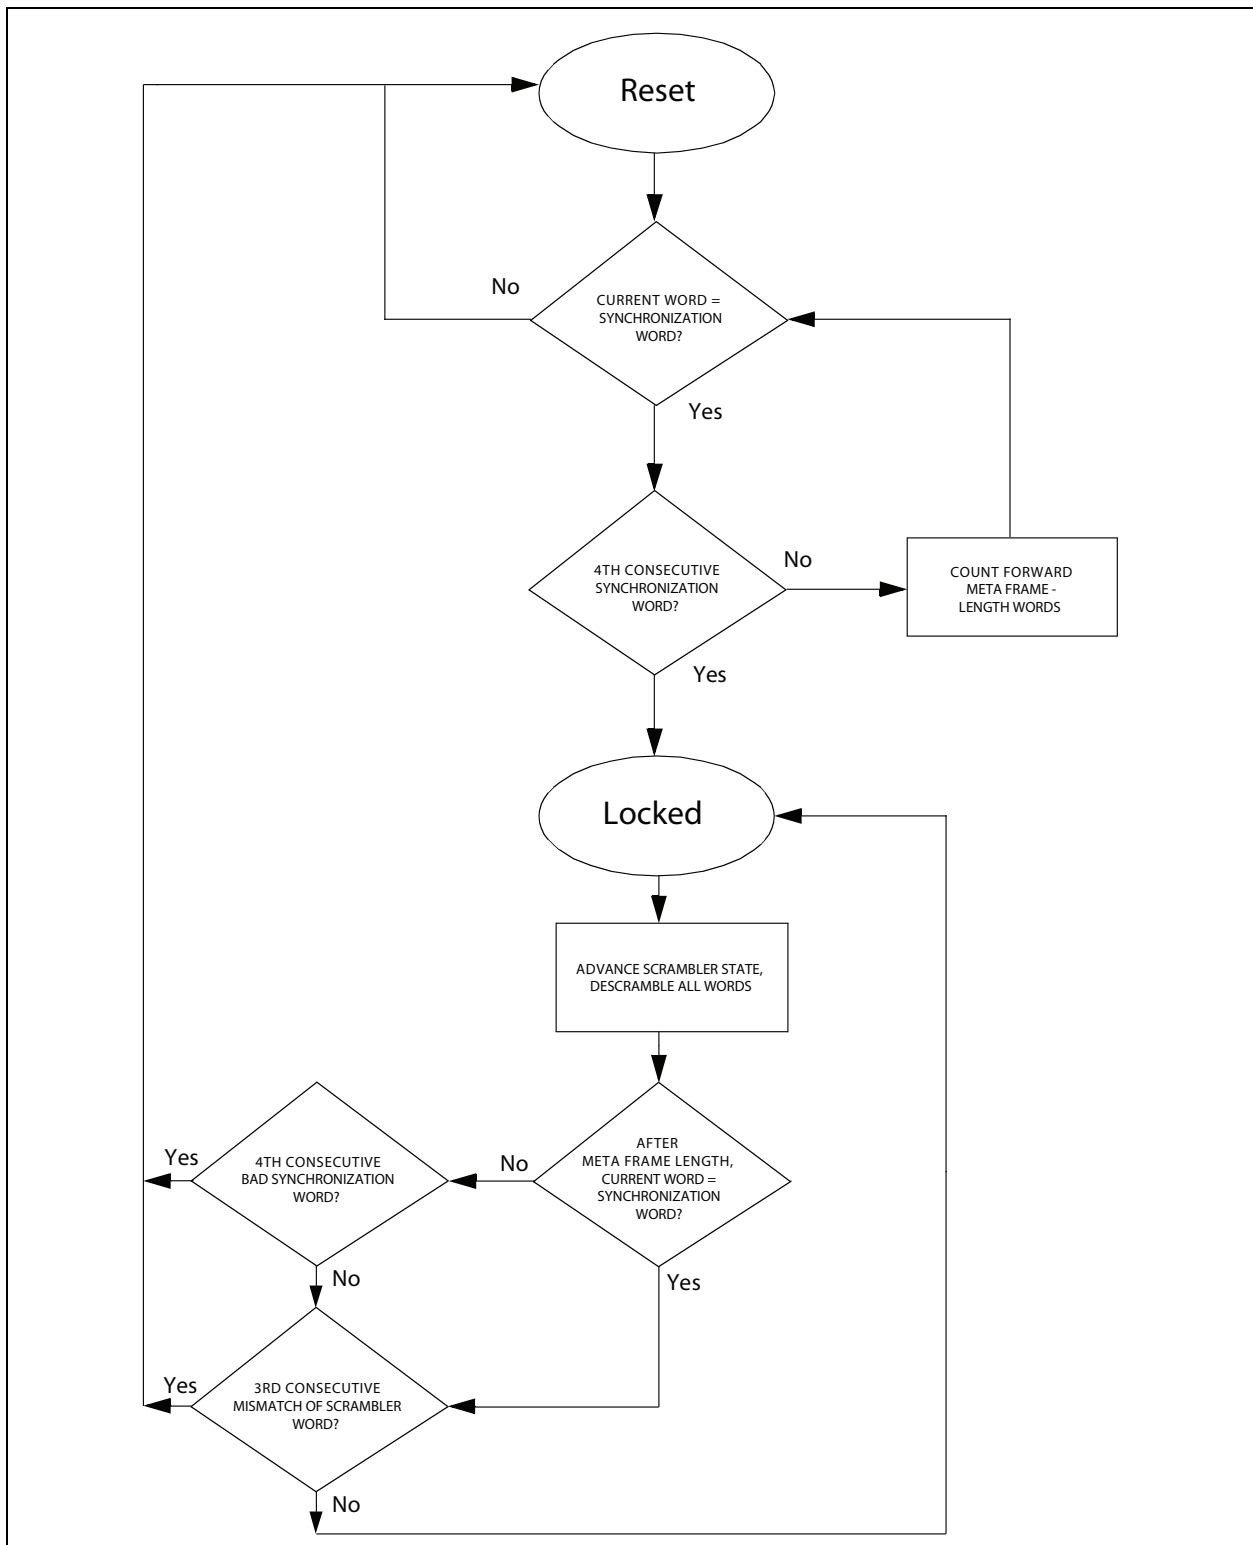 Reset
No
CURRENT WORD =
SYNCHRONIZATION
WORD?
Yes
4TH CONSECUTIVE
SYNCHRONIZATION
WORD?
No
COUNT FORWARD
META FRAME -
LENGTH WORDS
Yes
Locked
ADVANCE SCRAMBLER STATE,
DESCRAMBLE ALL WORDS
AFTER
META FRAME LENGTH,
CURRENT WORD =
SYNCHRONIZATION
WORD?
No
Yes
4TH CONSECUTIVE
BAD SYNCHRONIZATION
WORD?
Yes
No
3RD CONSECUTIVE
MISMATCH OF SCRAMBLER
WORD?
Yes
No